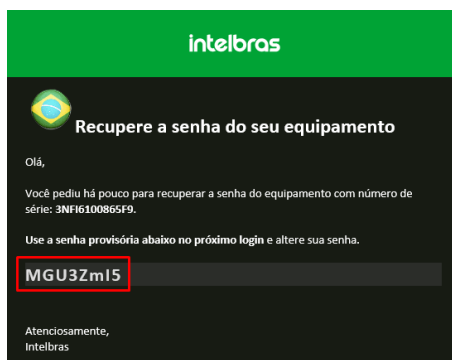 intelbras
Recupere a senha do seu equipamento
Olá,
Você pediu há pouco para recuperar a senha do equipamento com número de
série: 3NFI6100865F9.
Use a senha provisória abaixo no próximo login e altere sua senha.
MGU3ZmI5
Atenciosamente,
Intelbras